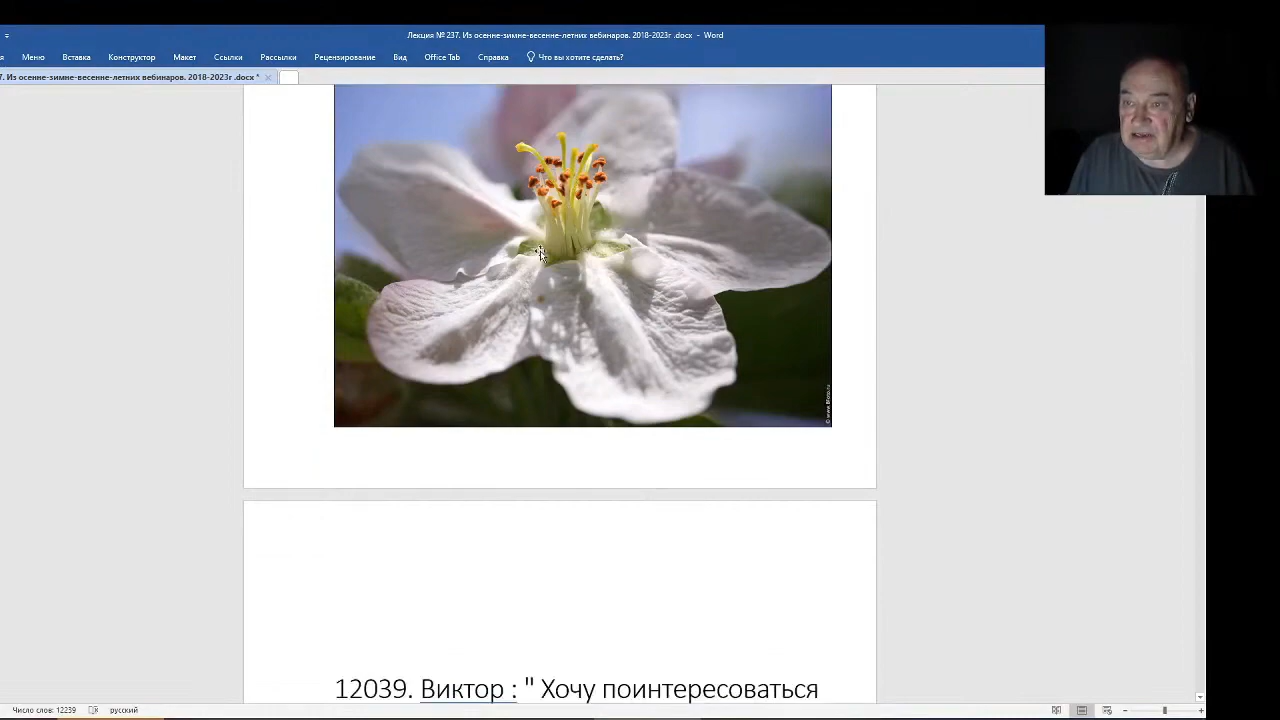 Лекция № 237. Из осенне-зимне-весенне-летних вебинаров. 2018-2023г .docx - Word
Меню Вставка Конструктор Макет Ссылки Рассылки Рецензирование Вид Office Tab Справка Что вы хотите сделать?
7. Из осенне-зимне-весенне-летних вебинаров. 2018-2023г .docx *
12039. Виктор : " Хочу поинтересоваться
Число слов: 12239 русский